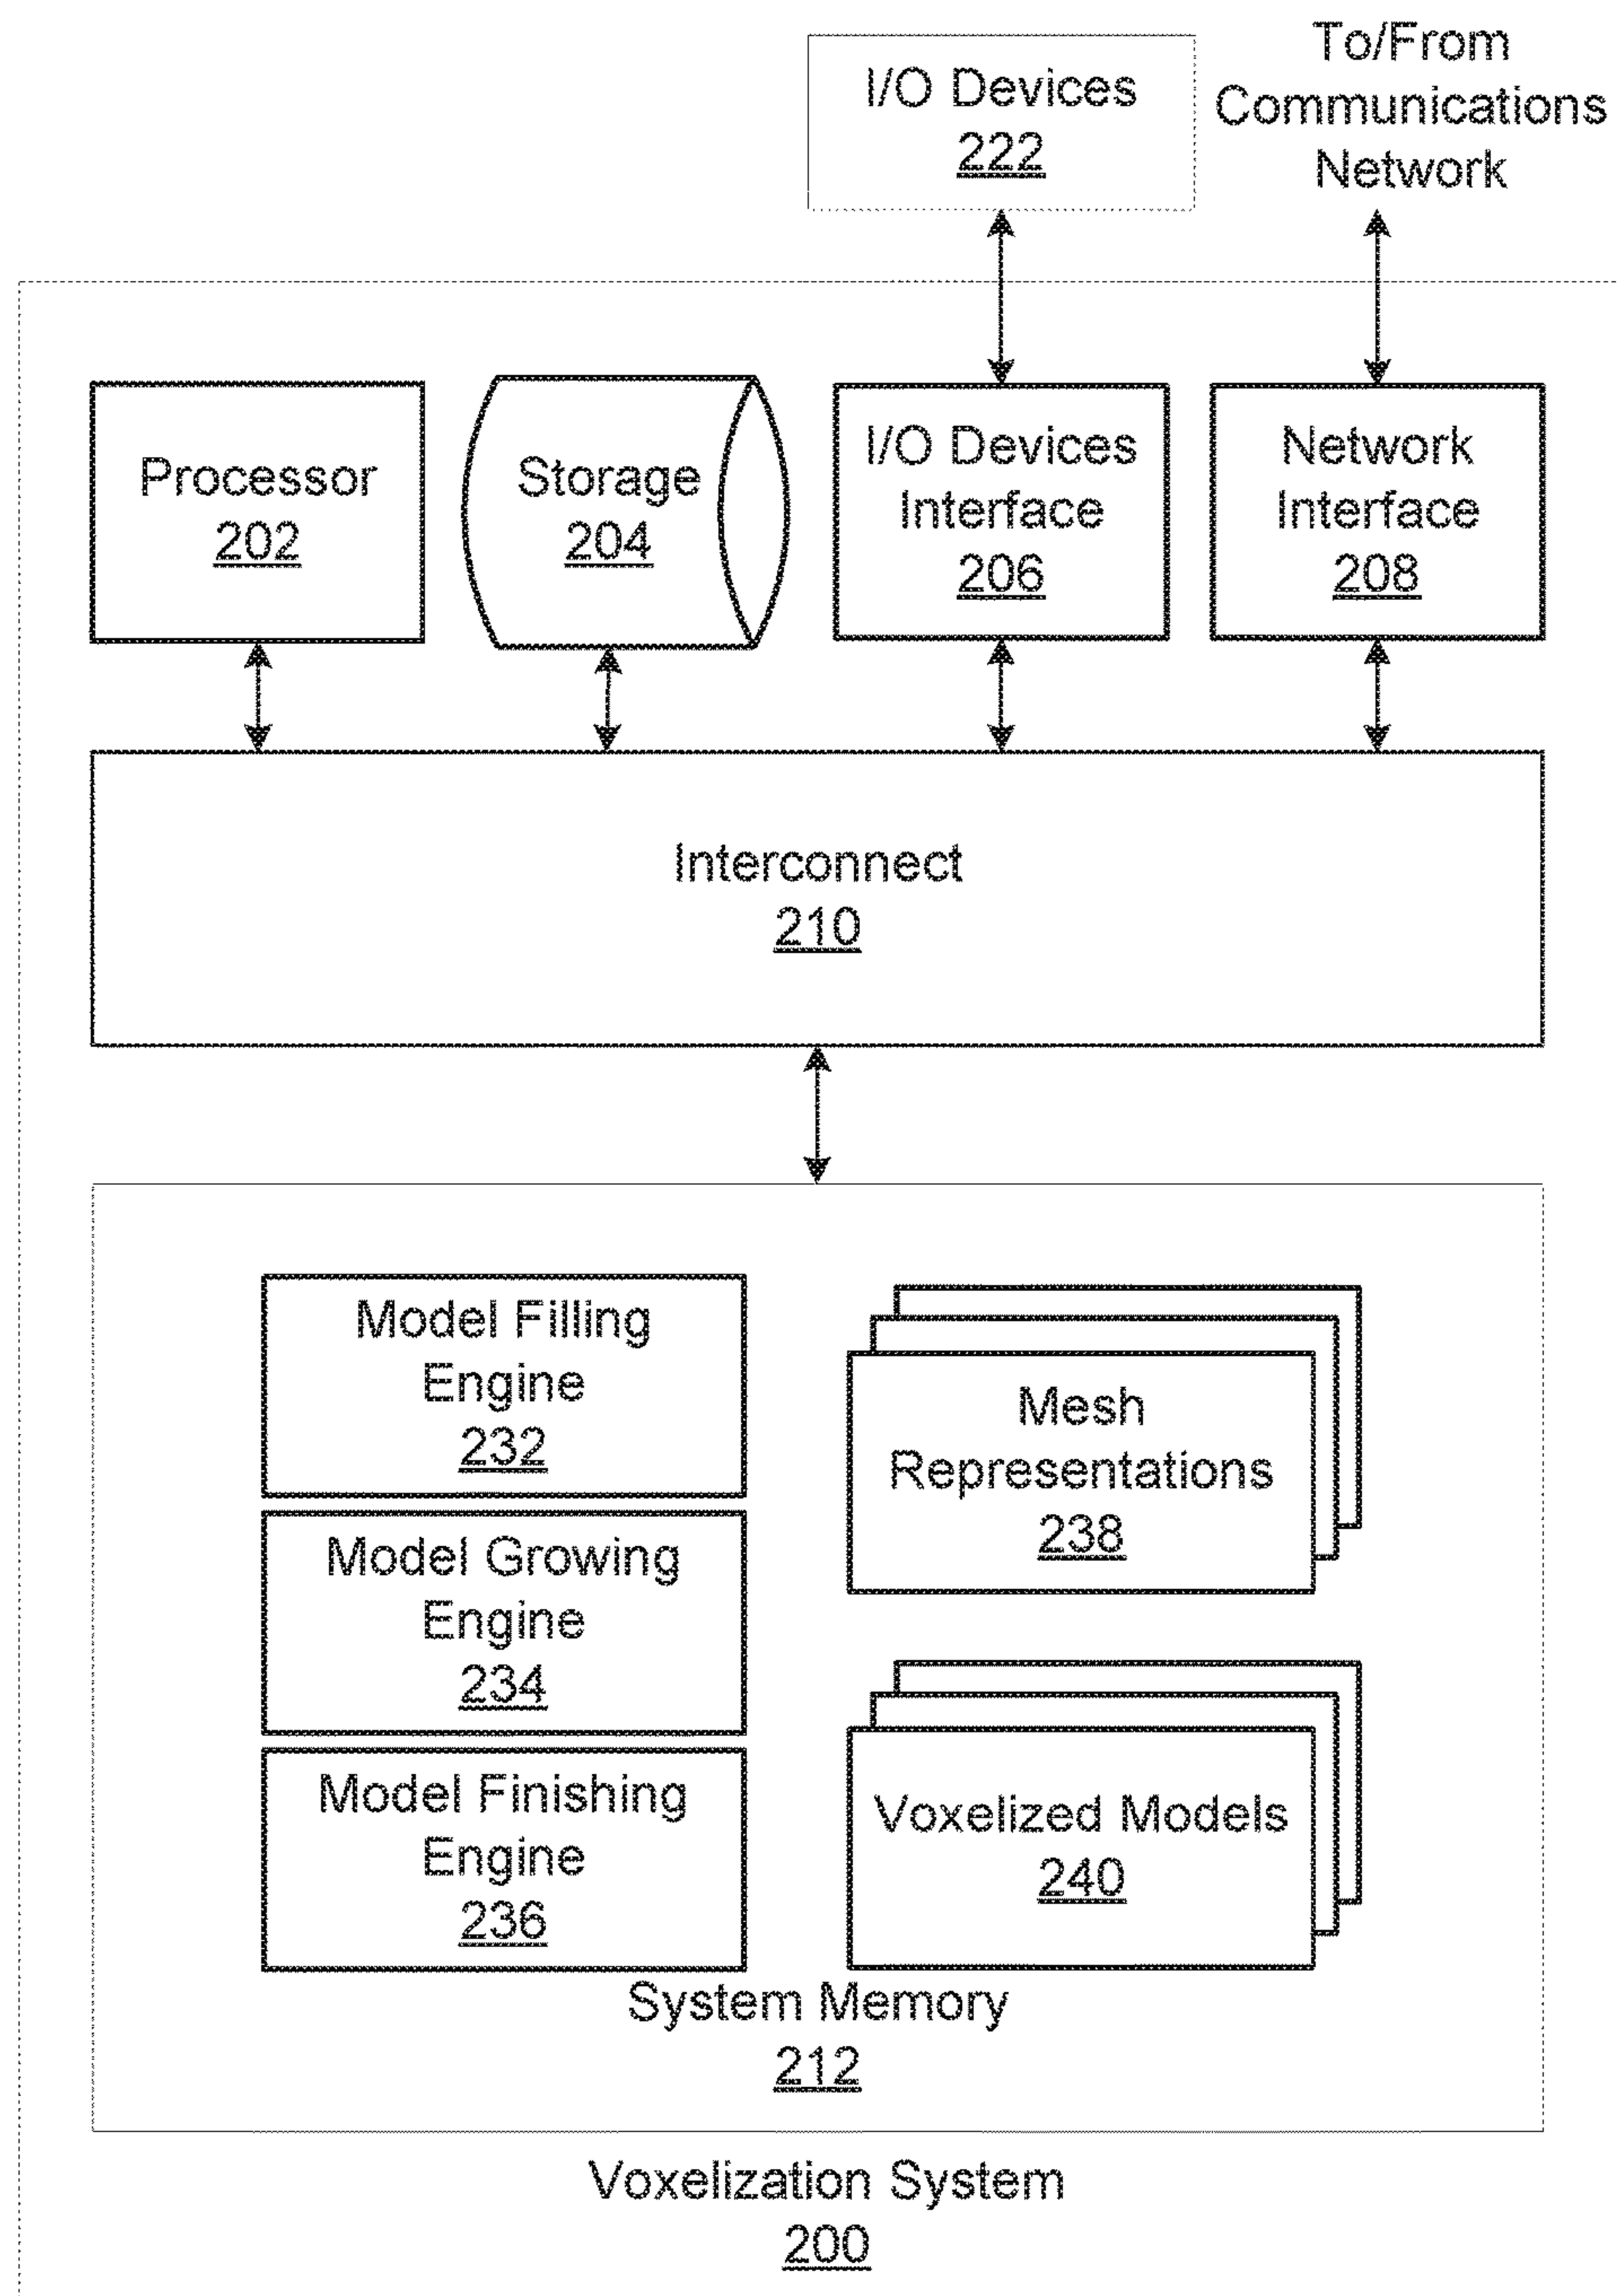 I/O Devices
222
To/From
Communications
Network
Processor
202
Storage
204
I/O Devices
Interface
206
Network
Interface
208
Interconnect
210
Model Filling
Engine
232
Model Growing
Engine
234
Model Finishing
Engine
236
Mesh
Representations
238
Voxelized Models
240
System Memory
212
Voxelization System
200